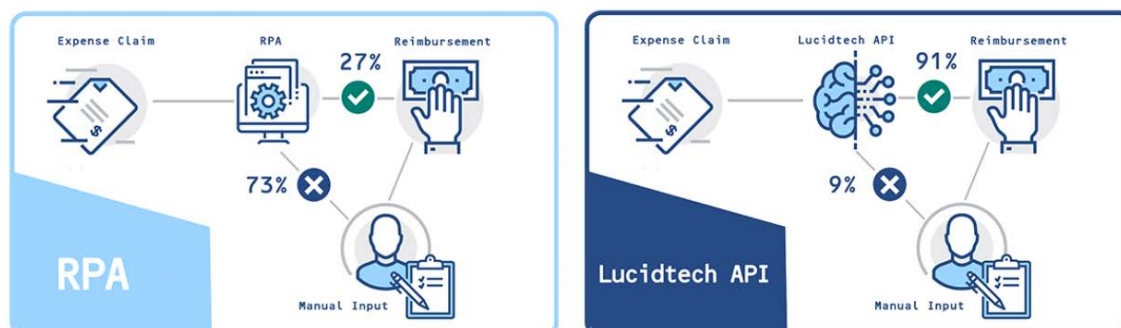 Expense Claim
RPA
Reimbursement
27%
$
73%
RPA
Manual Input
Expense Claim
Lucidtech API
Reimbursement
91%
$
9%
Lucidtech API
Manual Input